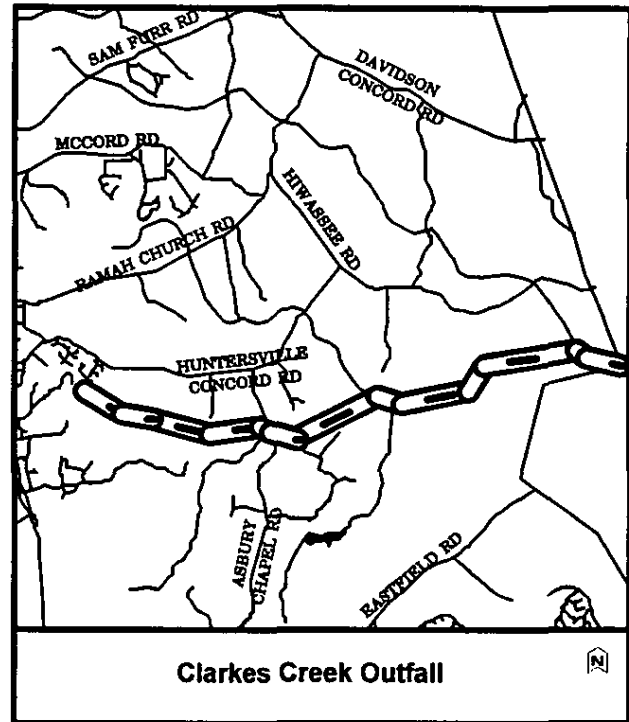 SAM FURR RD
DAVIDSON
CONCORD RD
MCCORD RD
HIWASSEE RD
RAMAH CHURCH RD
HUNTERSVILLE
CONCORD RD
ASBURY
CHAPEL RD
EASTFIELD RD
Clarkes Creek Outfall
N